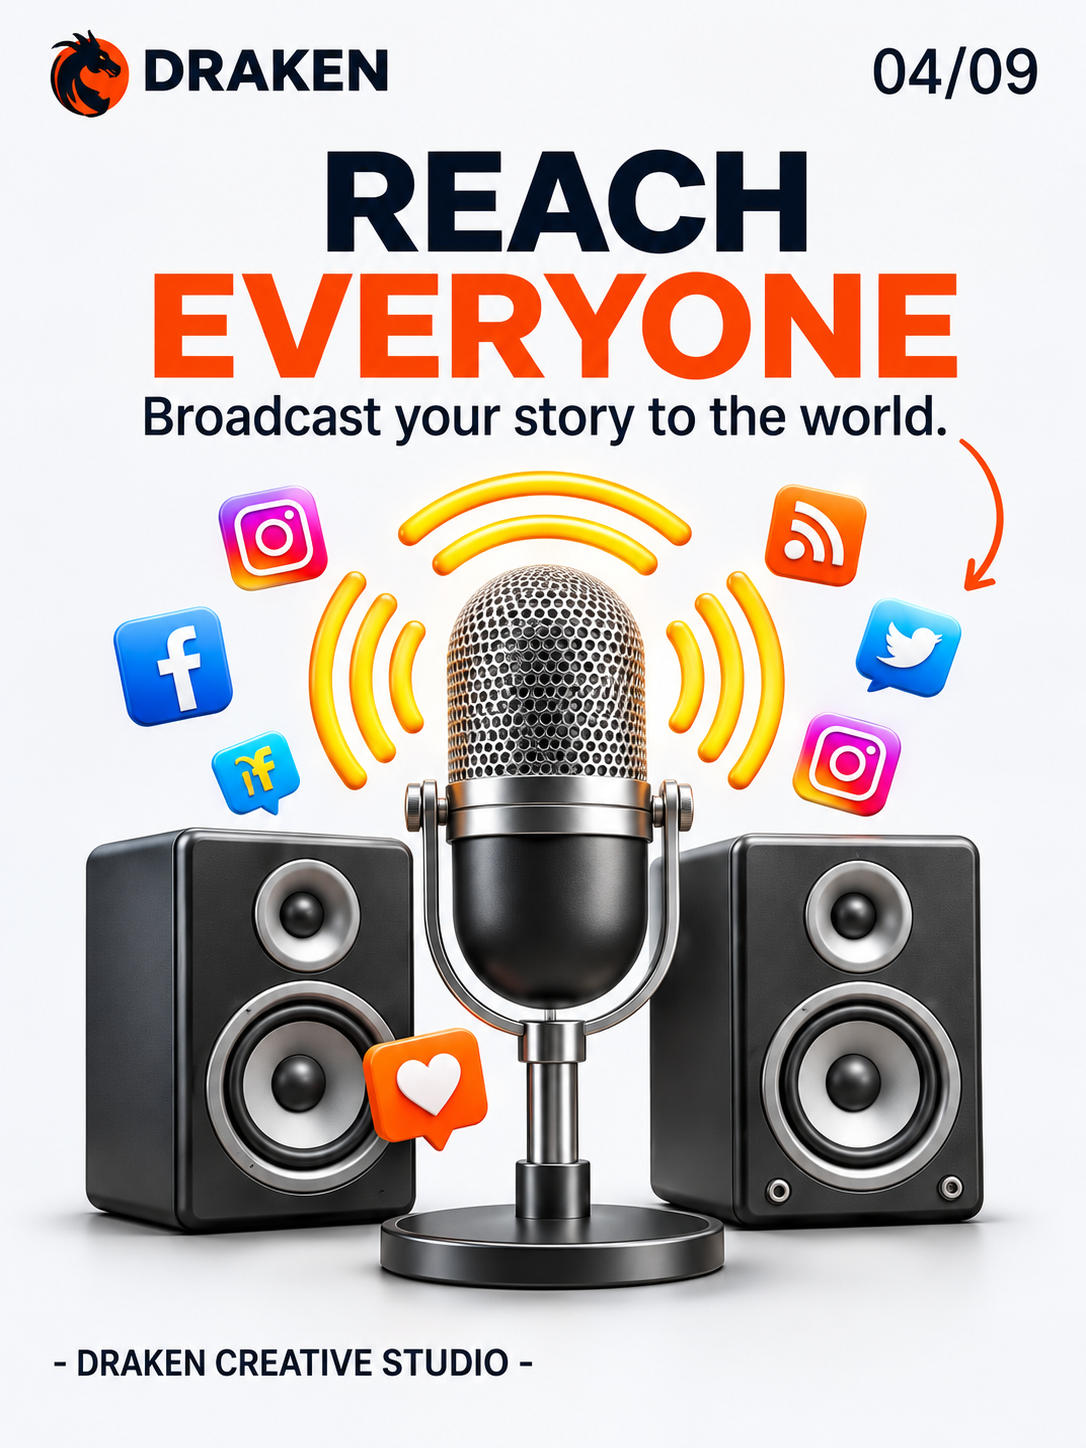 DRAKEN
04/09
REACH
EVERYONE
Broadcast your story to the world.
- DRAKEN CREATIVE STUDIO -